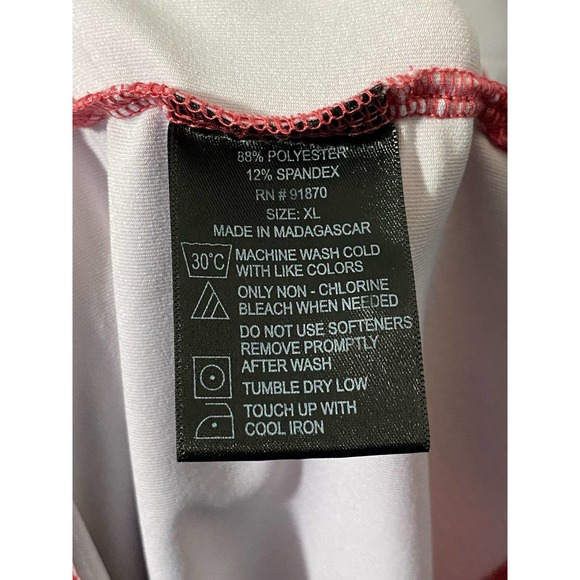 88% POLYESTER
12% SPANDEX
RN # 91870
SIZE: XL
MADE IN MADAGASCAR
30°C MACHINE WASH COLD
WITH LIKE COLORS
ONLY NON - CHLORINE
BLEACH WHEN NEEDED
DO NOT USE SOFTENERS
REMOVE PROMPTLY
AFTER WASH
TUMBLE DRY LOW
TOUCH UP WITH
COOL IRON